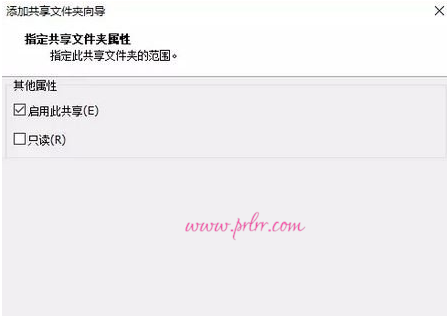 添加共享文件夹向导
指定共享文件夹属性
指定此共享文件夹的范围。
其他属性
启用此共享(E)
只读(R)
www.prlrr.com